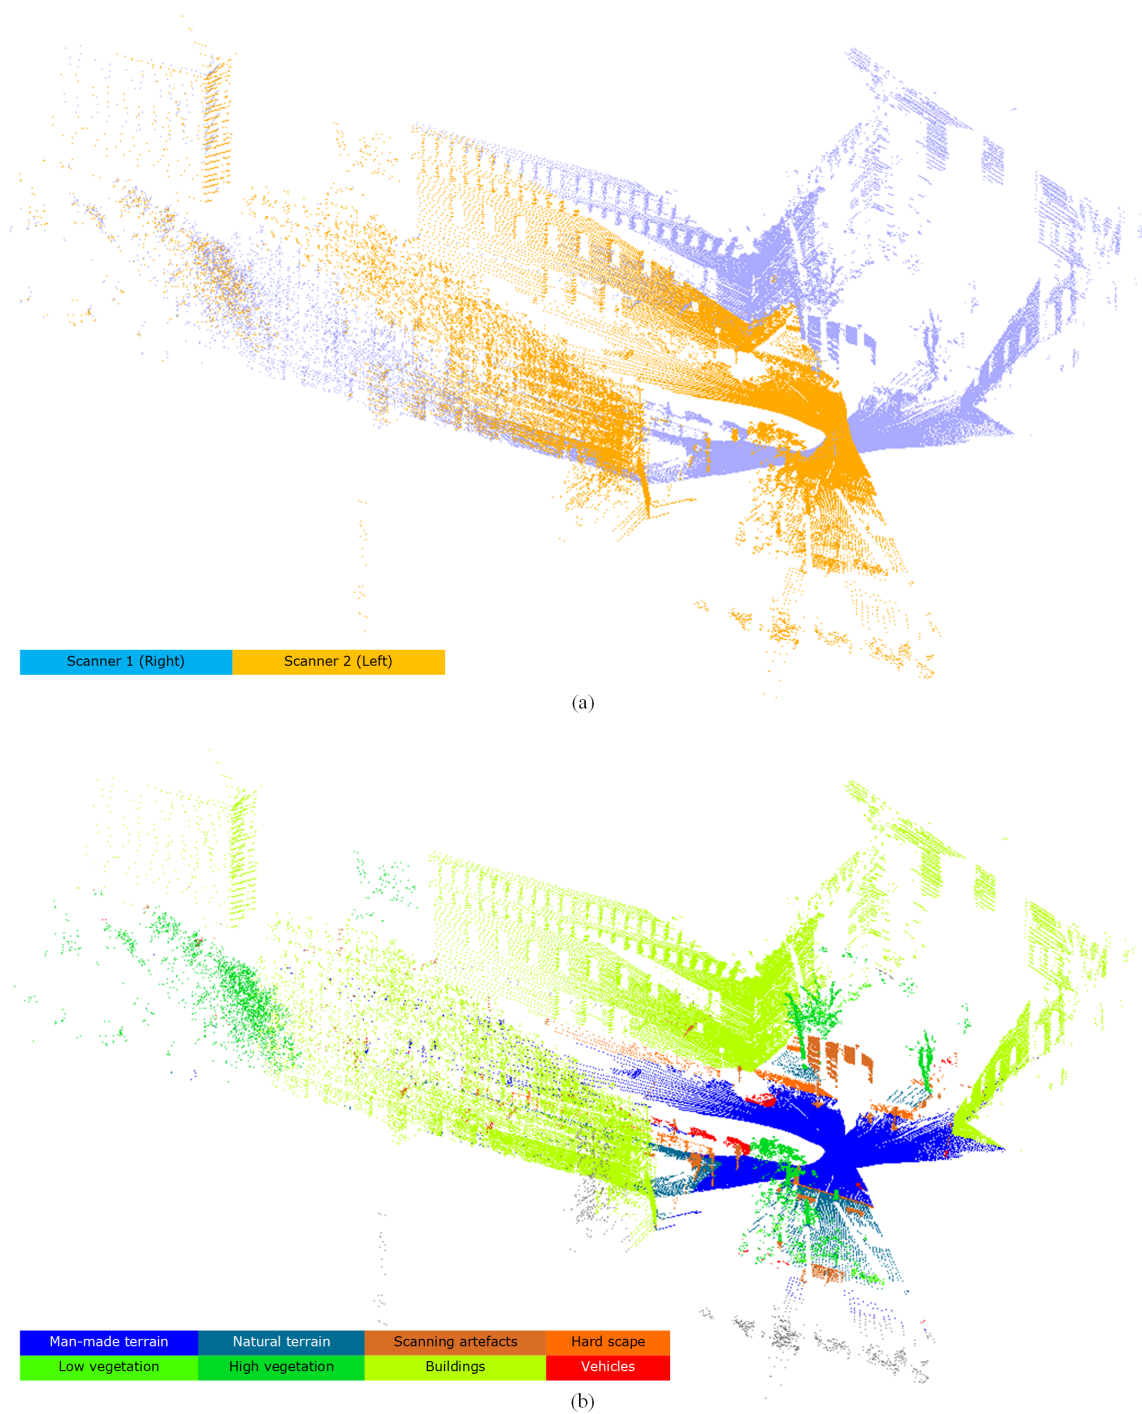 Scanner 1 (Right) Scanner 2 (Left)
(a)
Man-made terrain Natural terrain Scanning artefacts Hard scape
Low vegetation High vegetation Buildings Vehicles
(b)